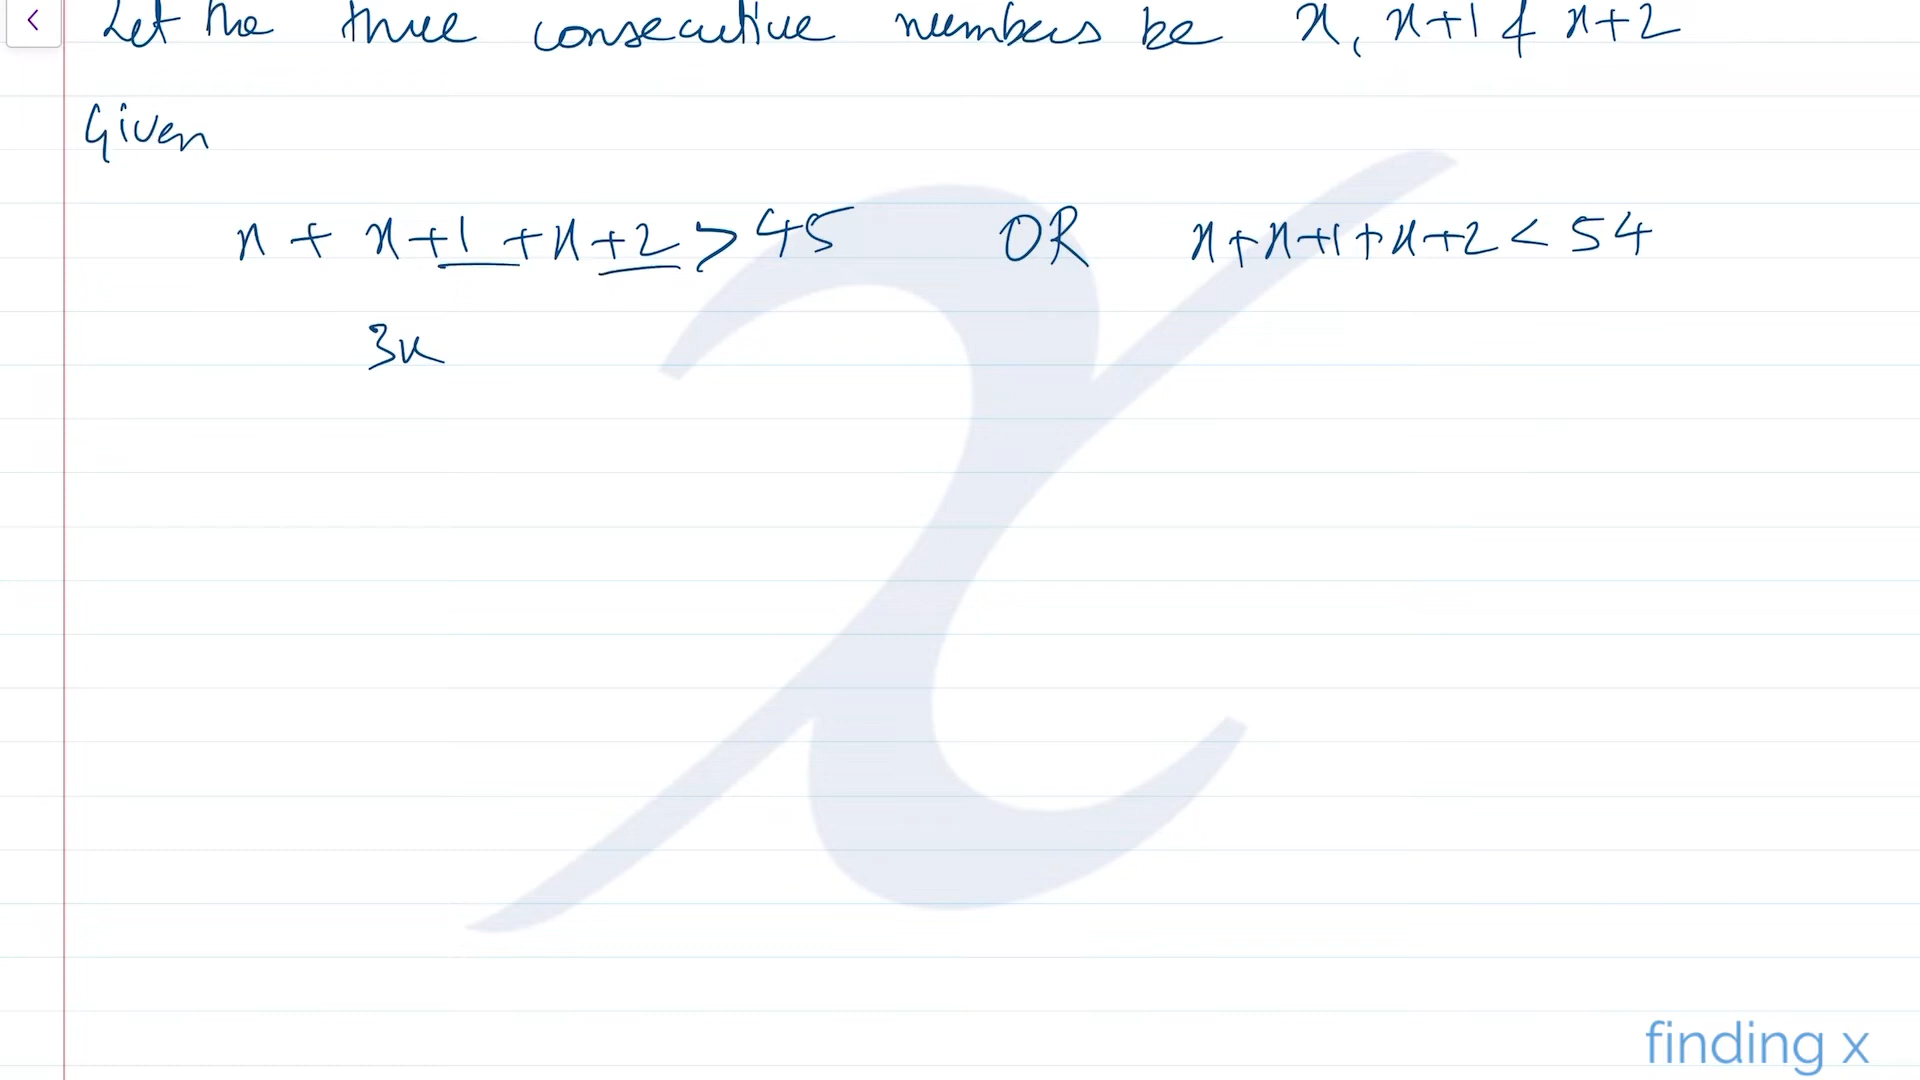 Let the three consecutive numbers be x, x+1 & x+2
Given
x + x+1 + x+2 > 45 OR x+x+1+x+2 < 54
3x
finding x